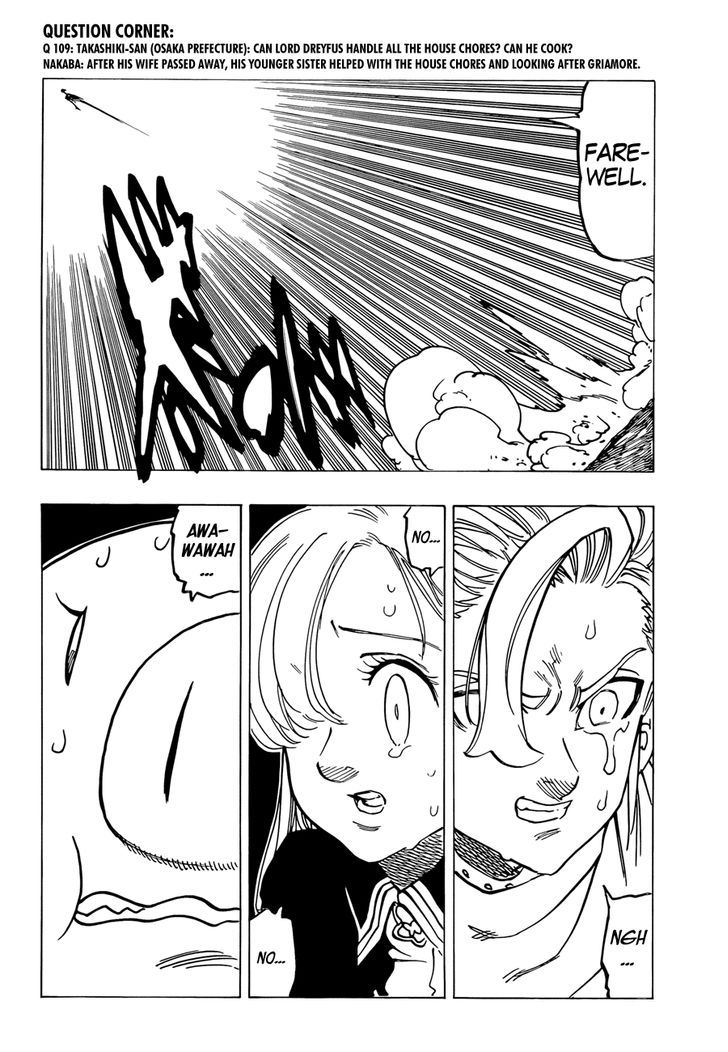 QUESTION CORNER:
Q 109: TAKASHIKI-SAN (OSAKA PREFECTURE): CAN LORD DREYFUS HANDLE ALL THE HOUSE CHORES? CAN HE COOK?
NAKABA: AFTER HIS WIFE PASSED AWAY, HIS YOUNGER SISTER HELPED WITH THE HOUSE CHORES AND LOOKING AFTER GRIAMORE.
FARE-
WELL.
AWA-
WAWAH
...
NO...
NO...
NGH
...